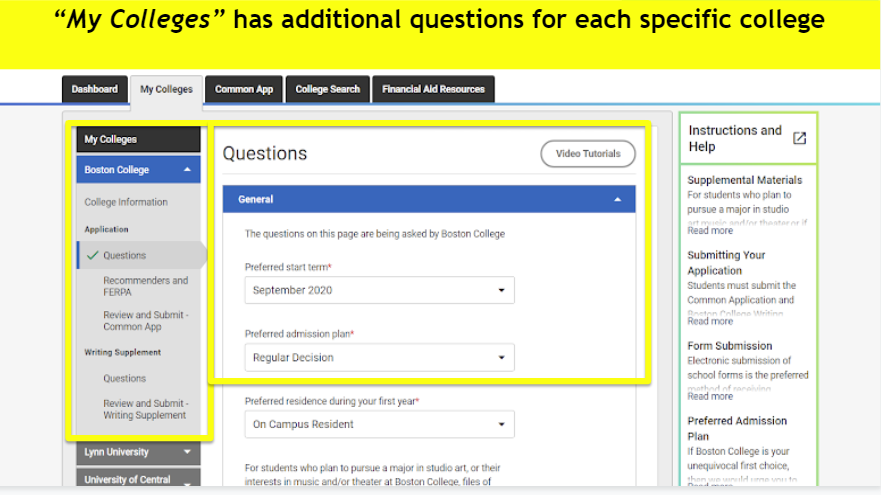 “My Colleges” has additional questions for each specific college
Dashboard
My Colleges
Common App
College Search
Financial Aid Resources
My Colleges
Boston College
College Information
Application
Questions
Recommenders and
FERPA
Review and Submit -
Common App
Writing Supplement
Questions
Review and Submit -
Writing Supplement
Lynn University
University of Central
Questions
Video Tutorials
General
The questions on this page are being asked by Boston College
Preferred start term*
September 2020
Preferred admission plan*
Regular Decision
Preferred residence during your first year*
On Campus Resident
For students who plan to pursue a major in studio art, or their
interests in music and/or theater at Boston College, files of
Instructions and
Help
Supplemental Materials
For students who plan to
pursue a major in studio
art music and/or theater or if
Read more
Submitting Your
Application
Students must submit the
Common Application and
Boston College Writing
Read more
Form Submission
Electronic submission of
school forms is the preferred
method of receiving
Read more
Preferred Admission
Plan
If Boston College is your
unequivocal first choice,
then we would urge you to
Read more